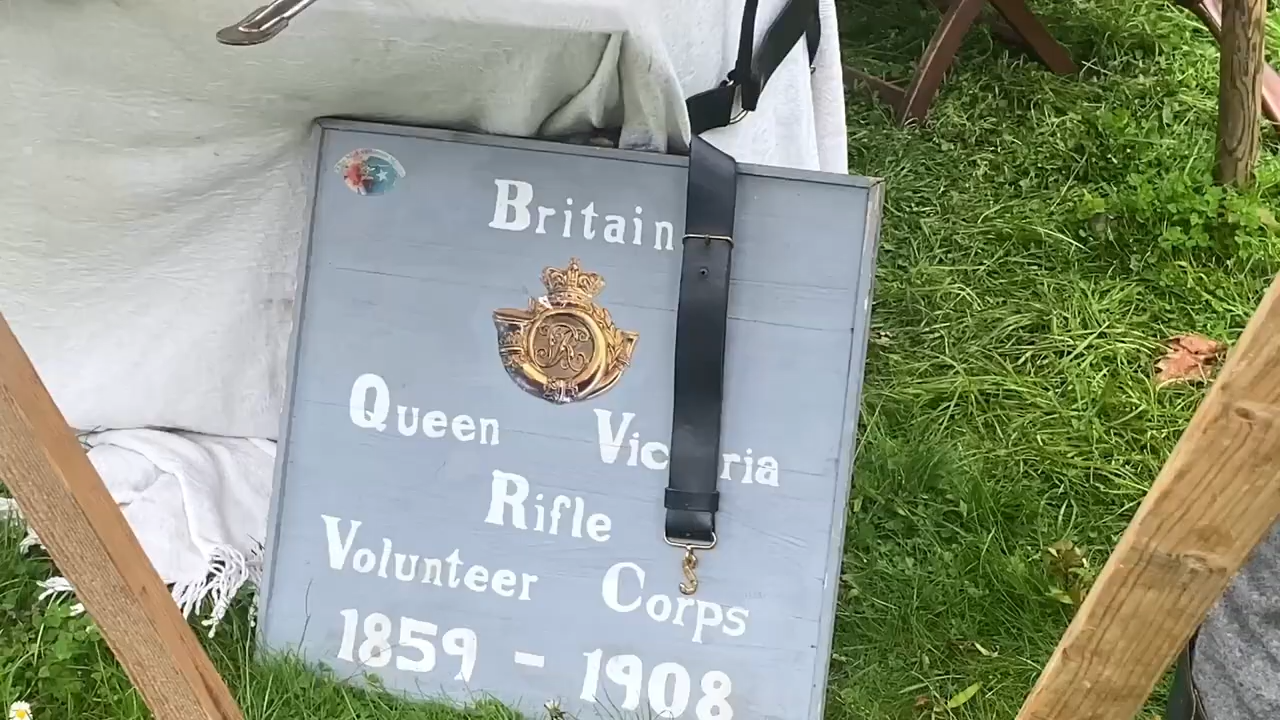 Britain
Queen Victoria
Rifle
Volunteer Corps
1859 - 1908